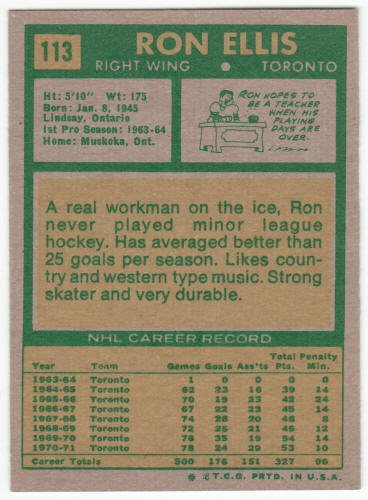 113 RON ELLIS
RIGHT WING • TORONTO
Ht: 5'10" Wt: 175
Born: Jan. 8, 1945
Lindsay, Ontario
1st Pro Season: 1963-64
Home: Muskoka, Ont.
RON HOPES TO
BE A TEACHER
WHEN HIS
PLAYING
DAYS ARE
OVER.
A real workman on the ice, Ron
never played minor league
hockey. Has averaged better than
25 goals per season. Likes coun-
try and western type music. Strong
skater and very durable.
NHL CAREER RECORD
Total Penalty
Year Team Games Goals Ass'ts Pts. Min.
1963-64 Toronto 1 0 0 0 0
1964-65 Toronto 62 23 16 39 14
1965-66 Toronto 70 19 23 42 24
1966-67 Toronto 67 22 23 45 14
1967-68 Toronto 74 28 20 48 8
1968-69 Toronto 72 25 21 46 12
1969-70 Toronto 76 35 19 54 14
1970-71 Toronto 78 24 29 53 10
Career Totals 500 176 151 327 96
© T.C.G. PRTD. IN U.S.A.